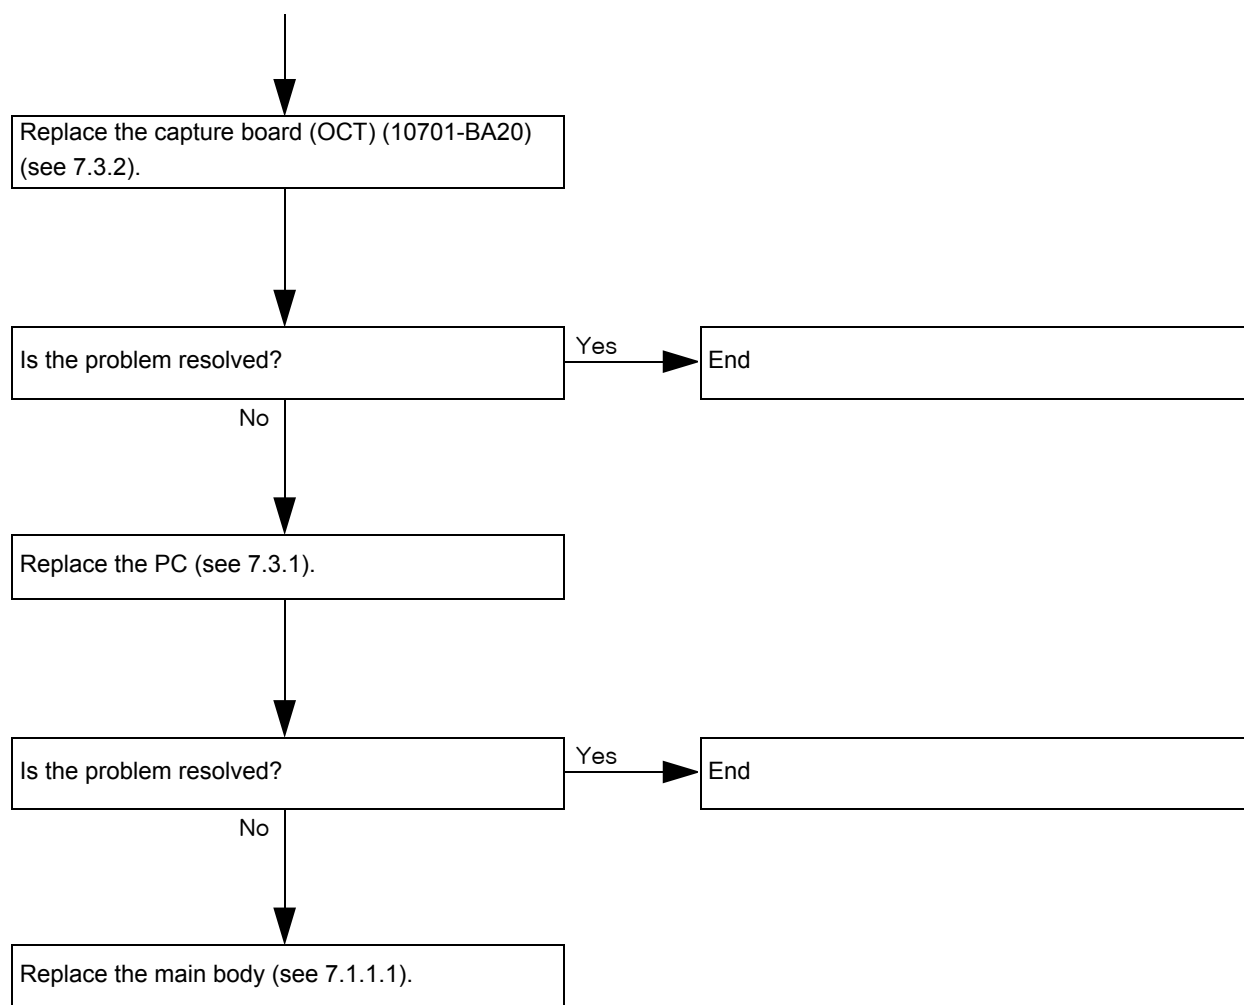 Replace the capture board (OCT) (10701-BA20)
(see 7.3.2).
Is the problem resolved?
Yes
End
No
Replace the PC (see 7.3.1).
Is the problem resolved?
Yes
End
No
Replace the main body (see 7.1.1.1).